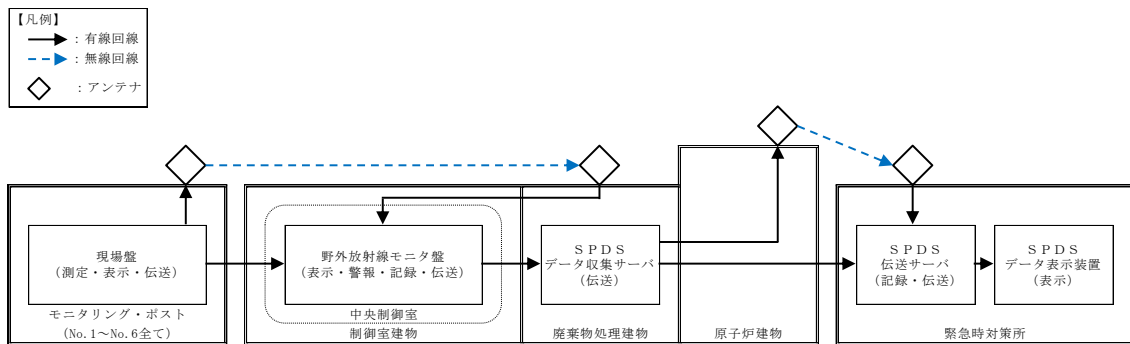 【凡例】
：有線回線
：無線回線
：アンテナ
現場盤
（測定・表示・伝送）
モニタリング・ポスト
（No.1～No.6全て）
野外放射線モニタ盤
（表示・警報・記録・伝送）
中央制御室
制御室建物
ＳＰＤＳ
データ収集サーバ
（伝送）
廃棄物処理建物
原子炉建物
ＳＰＤＳ
伝送サーバ
（記録・伝送）
ＳＰＤＳ
データ表示装置
（表示）
緊急時対策所